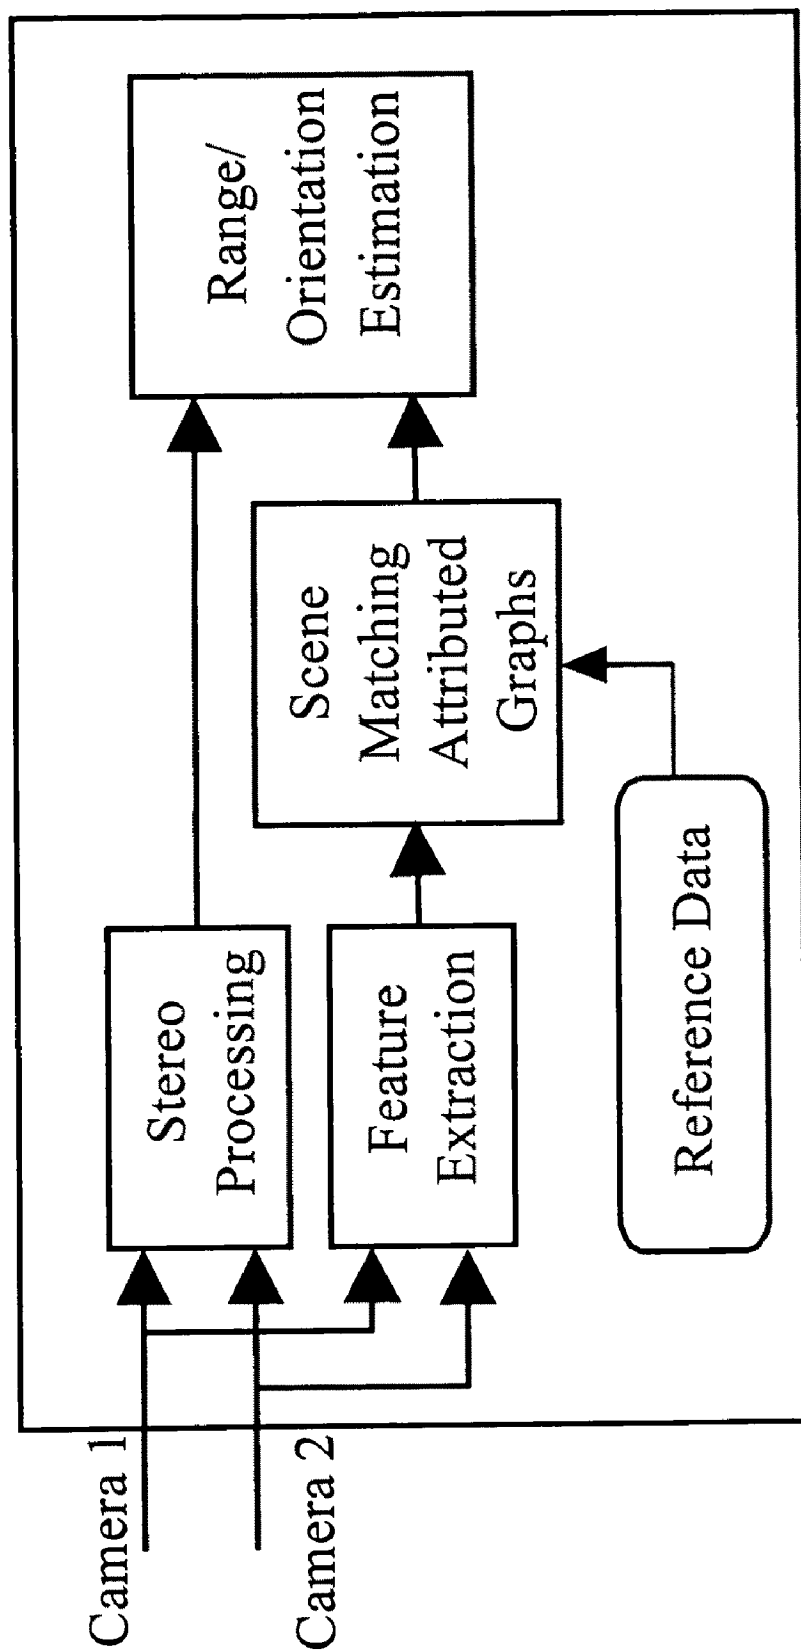 Camera 1
Camera 2
Stereo
Processing
Feature
Extraction
Reference Data
Scene
Matching
Attributed
Graphs
Range/
Orientation
Estimation